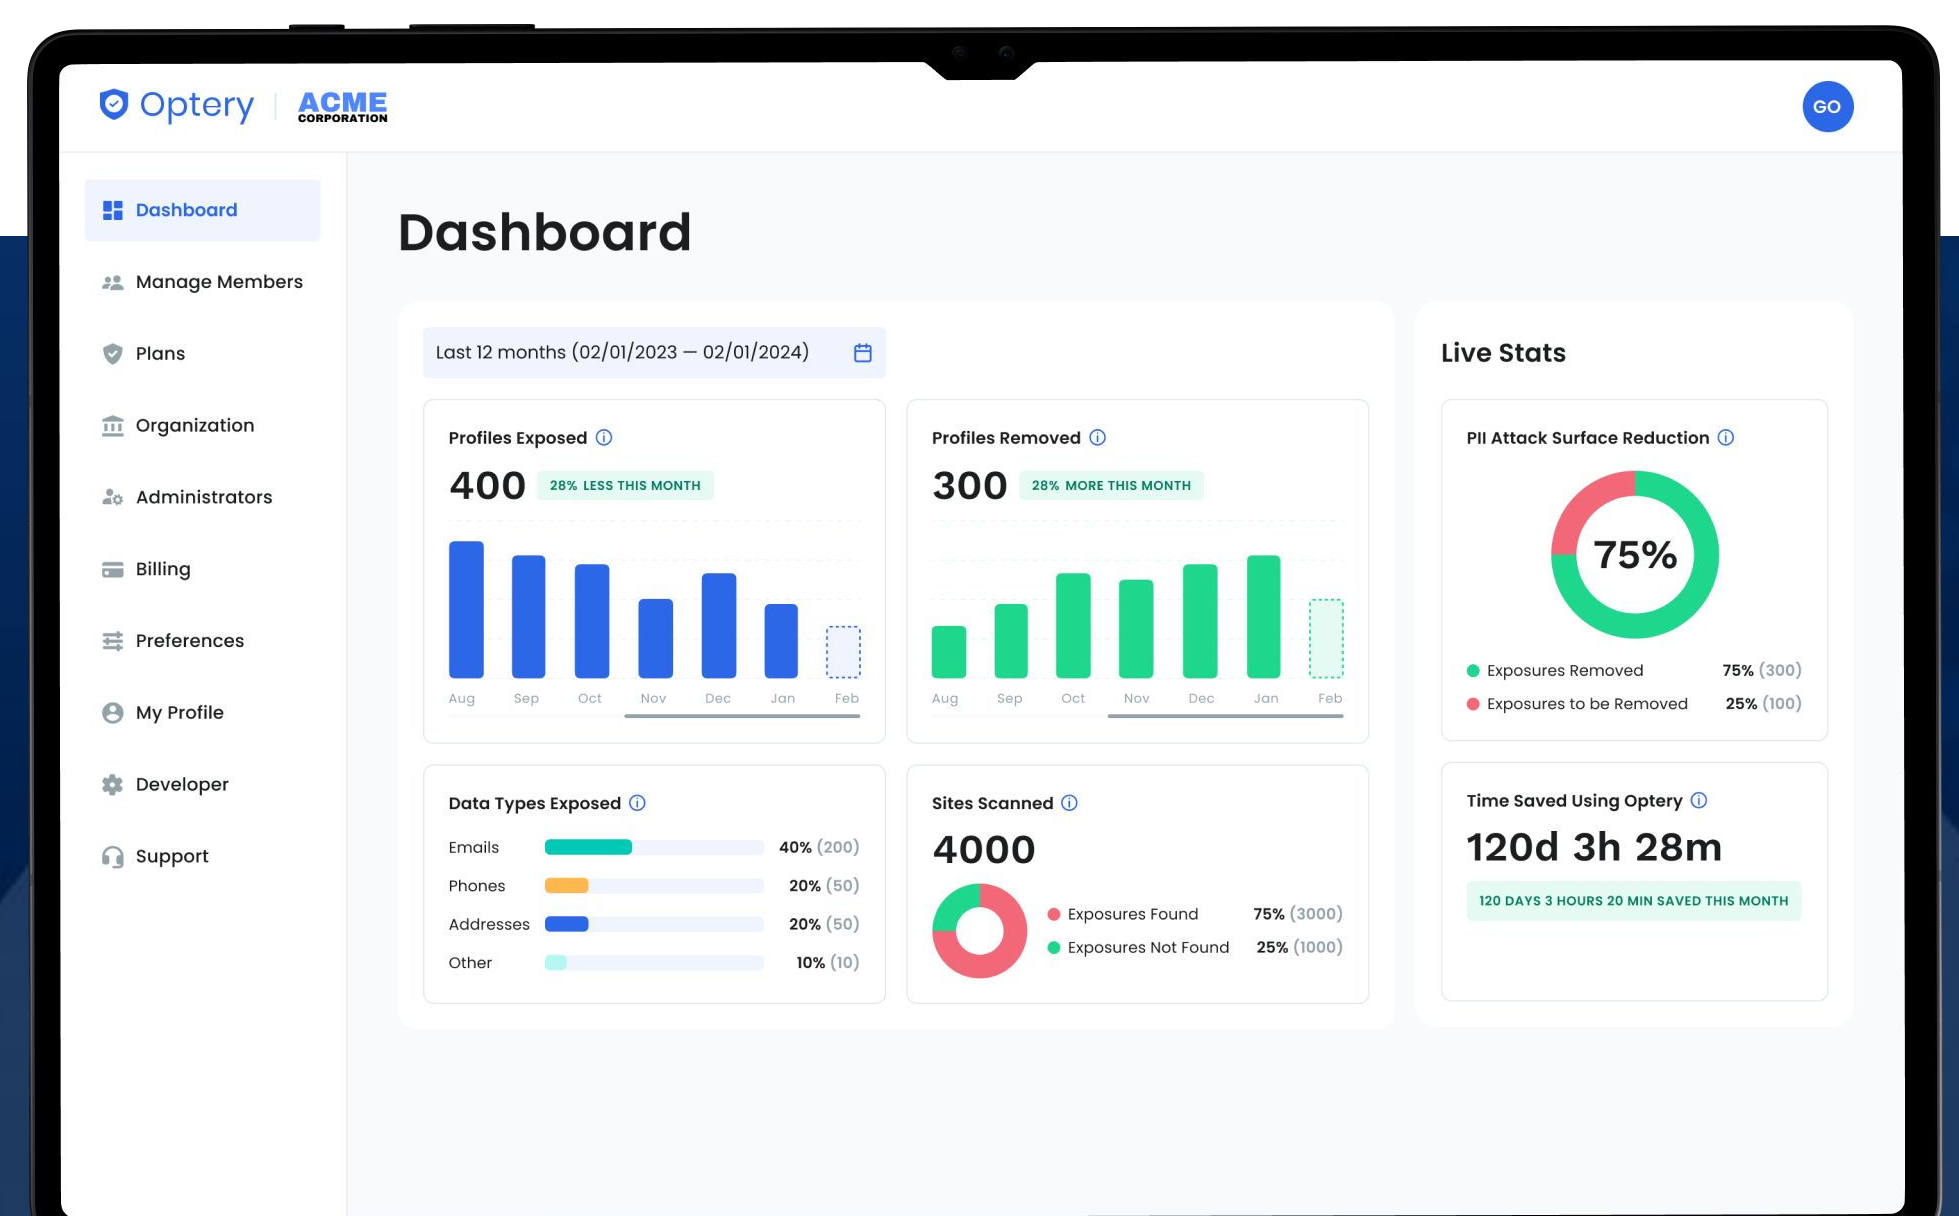 Optery
ACME
CORPORATION
GO
Dashboard
Manage Members
Plans
Organization
Administrators
Billing
Preferences
My Profile
Developer
Support
Dashboard
Last 12 months (02/01/2023 — 02/01/2024)
Profiles Exposed
400 28% LESS THIS MONTH
Aug Sep Oct Nov Dec Jan Feb
Profiles Removed
300 28% MORE THIS MONTH
Aug Sep Oct Nov Dec Jan Feb
Data Types Exposed
Emails 40% (200)
Phones 20% (50)
Addresses 20% (50)
Other 10% (10)
Sites Scanned
4000
Exposures Found 75% (3000)
Exposures Not Found 25% (1000)
Live Stats
PII Attack Surface Reduction
75%
Exposures Removed 75% (300)
Exposures to be Removed 25% (100)
Time Saved Using Optery
120d 3h 28m
120 DAYS 3 HOURS 20 MIN SAVED THIS MONTH